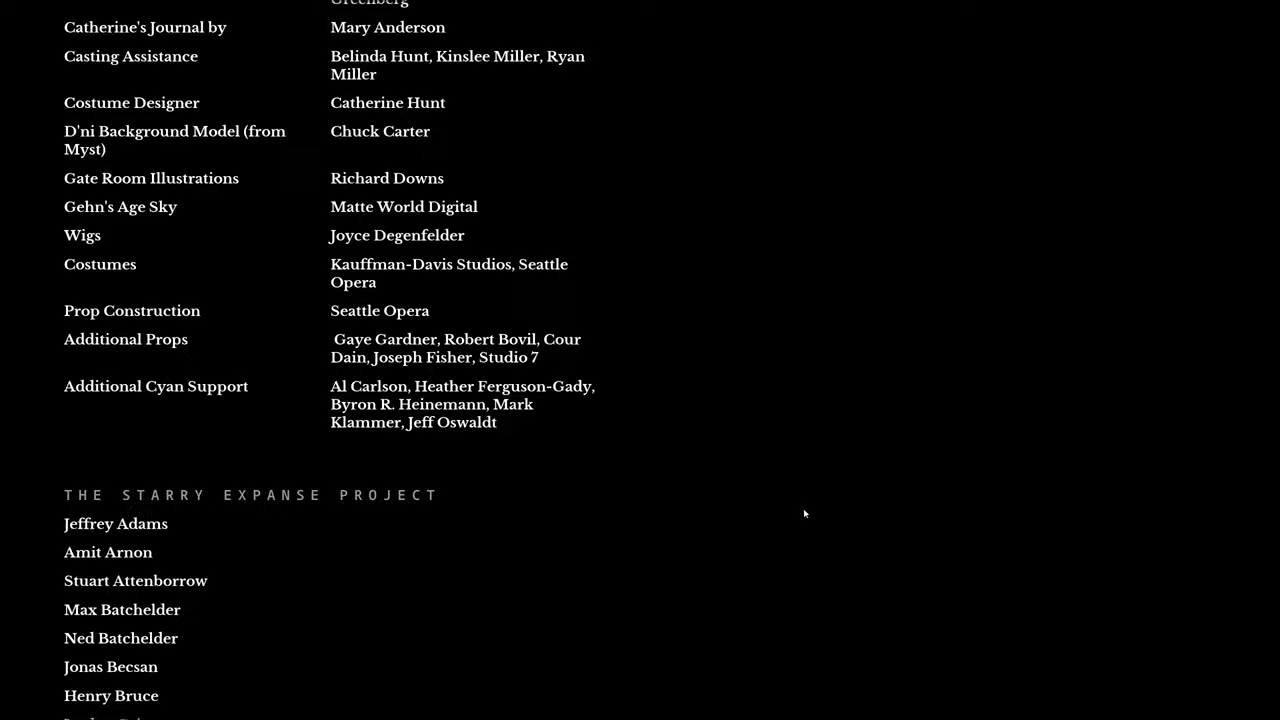 Greenberg
Catherine's Journal by Mary Anderson
Casting Assistance Belinda Hunt, Kinslee Miller, Ryan
Miller
Costume Designer Catherine Hunt
D'ni Background Model (from Chuck Carter
Myst)
Gate Room Illustrations Richard Downs
Gehn's Age Sky Matte World Digital
Wigs Joyce Degenfelder
Costumes Kauffman-Davis Studios, Seattle
Opera
Prop Construction Seattle Opera
Additional Props Gaye Gardner, Robert Bovil, Cour
Dain, Joseph Fisher, Studio 7
Additional Cyan Support Al Carlson, Heather Ferguson-Gady,
Byron R. Heinemann, Mark
Klammer, Jeff Oswaldt
THE STARRY EXPANSE PROJECT
Jeffrey Adams
Amit Arnon
Stuart Attenborrow
Max Batchelder
Ned Batchelder
Jonas Becsan
Henry Bruce